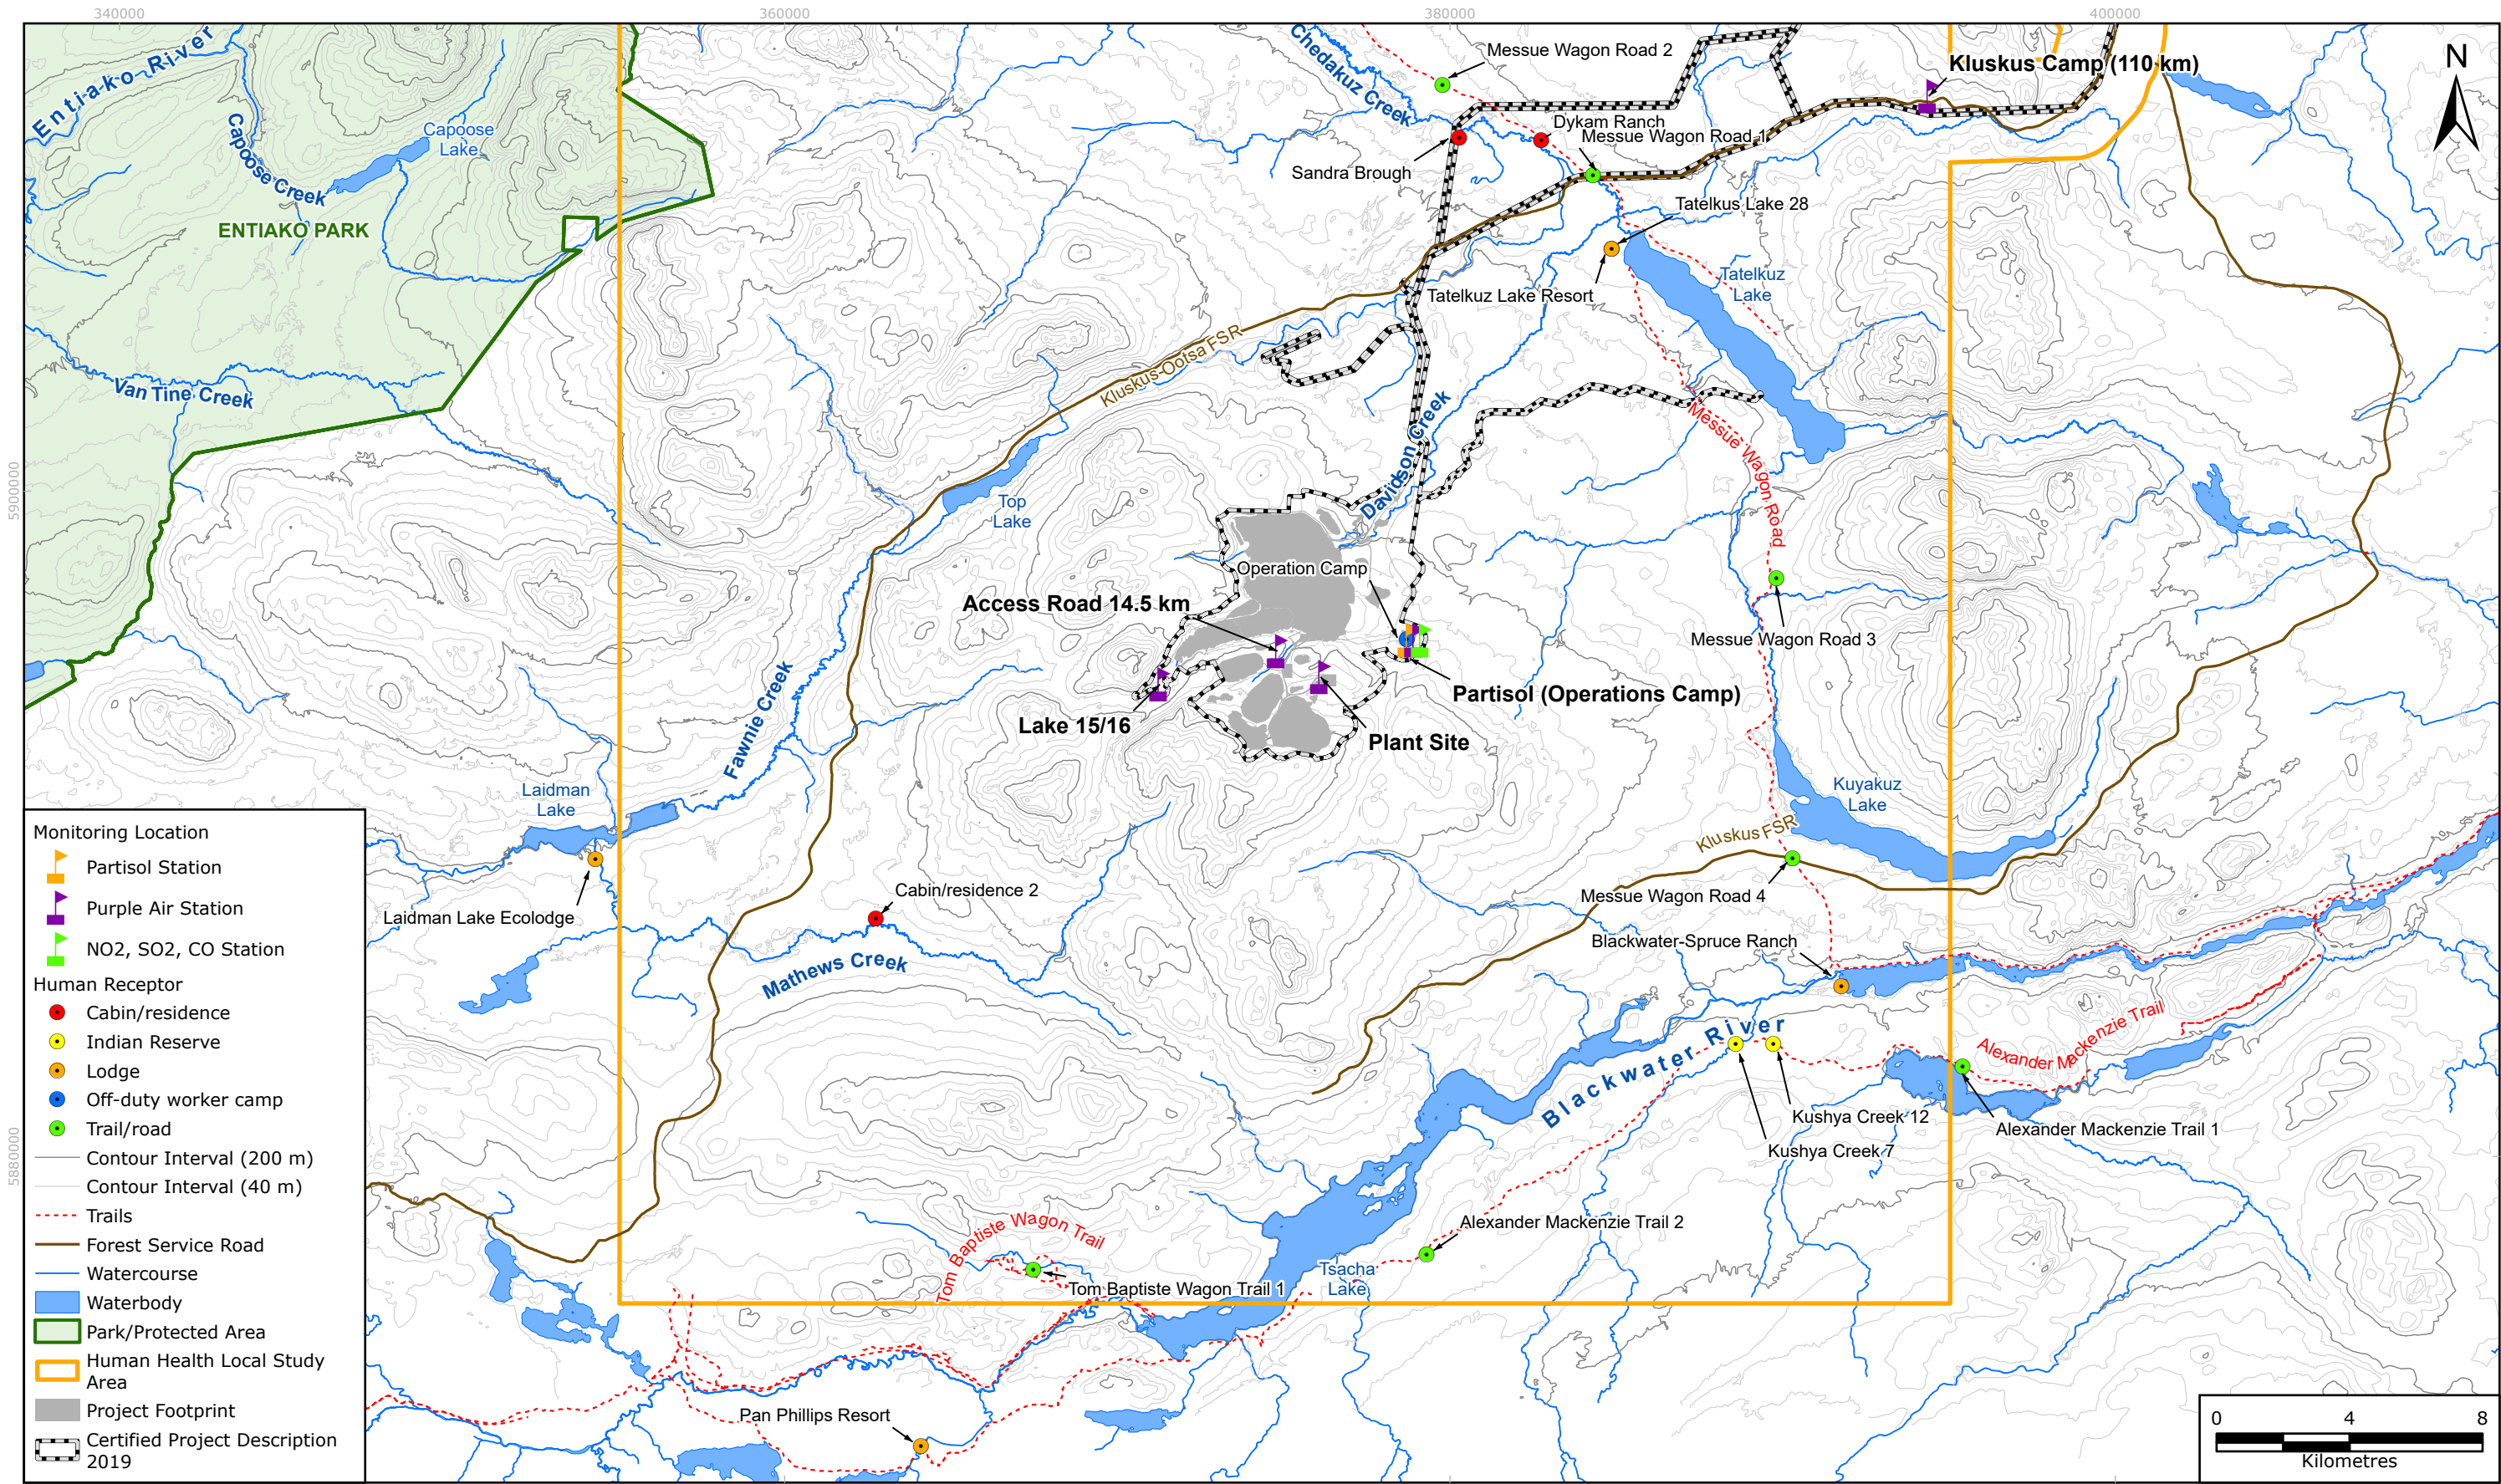 340000
360000
380000
400000
5900000
5880000
N
Entiako River
Capoose Creek
Capoose
Lake
ENTIAKO PARK
Van Tine Creek
Chedakuz Creek
Messue Wagon Road 2
Kluskus Camp (110 km)
Dykam Ranch
Messue Wagon Road 1
Sandra Brough
Tatelkus Lake 28
Tatelkuz
Lake
Tatelkuz Lake Resort
Kluskus-Ootsa FSR
Messue Wagon Road
Davidson Creek
Top
Lake
Operation Camp
Access Road 14.5 km
Messue Wagon Road 3
Partisol (Operations Camp)
Lake 15/16
Plant Site
Fawnie Creek
Laidman
Lake
Kuyakuz
Lake
Kluskus FSR
Laidman Lake Ecolodge
Cabin/residence 2
Messue Wagon Road 4
Blackwater-Spruce Ranch
Mathews Creek
Blackwater River
Alexander Mackenzie Trail
Kushya Creek 12
Alexander Mackenzie Trail 1
Kushya Creek 7
Alexander Mackenzie Trail 2
Tom Baptiste Wagon Trail
Tsacha
Lake
Tom Baptiste Wagon Trail 1
Pan Phillips Resort
Monitoring Location
Partisol Station
Purple Air Station
NO2, SO2, CO Station
Human Receptor
Cabin/residence
Indian Reserve
Lodge
Off-duty worker camp
Trail/road
Contour Interval (200 m)
Contour Interval (40 m)
Trails
Forest Service Road
Watercourse
Waterbody
Park/Protected Area
Human Health Local Study
Area
Project Footprint
Certified Project Description
2019
0 4 8
Kilometres